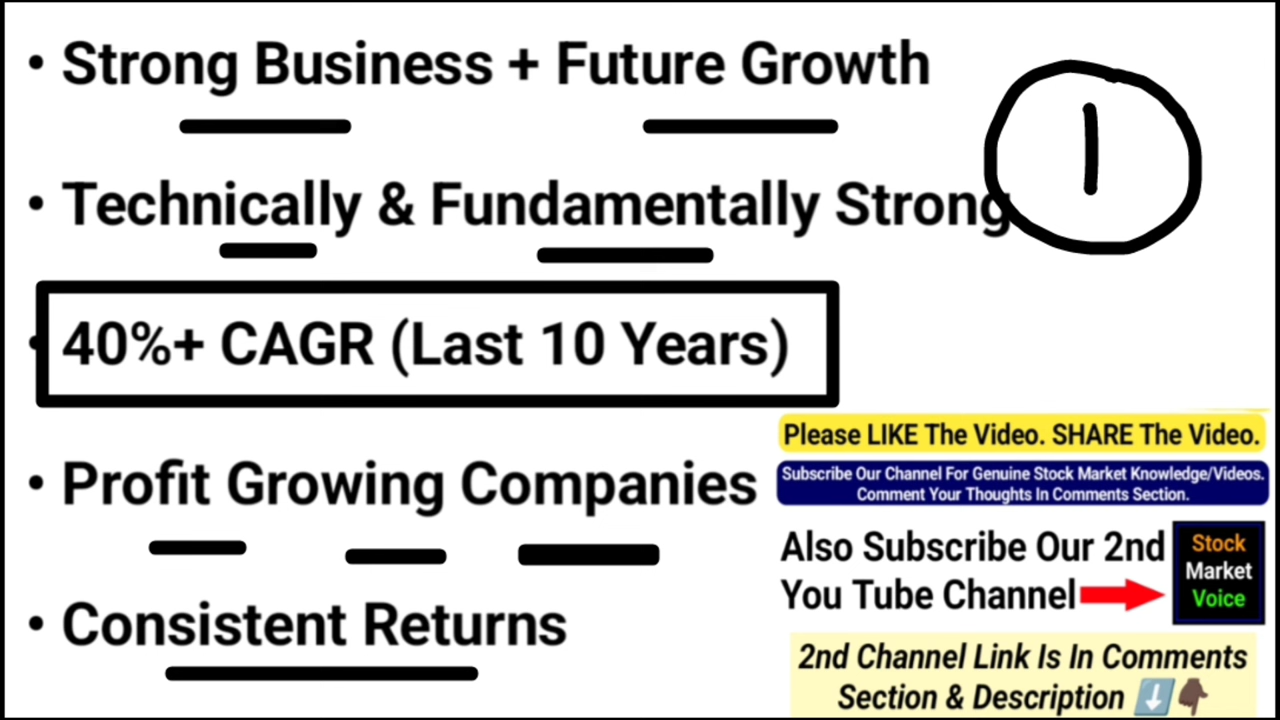 • Strong Business + Future Growth
1
• Technically & Fundamentally Strong
• 40%+ CAGR (Last 10 Years)
• Profit Growing Companies
• Consistent Returns
Please LIKE The Video. SHARE The Video.
Subscribe Our Channel For Genuine Stock Market Knowledge/Videos.
Comment Your Thoughts In Comments Section.
Also Subscribe Our 2nd
You Tube Channel
Stock
Market
Voice
2nd Channel Link Is In Comments
Section & Description ⬇️👇🏿